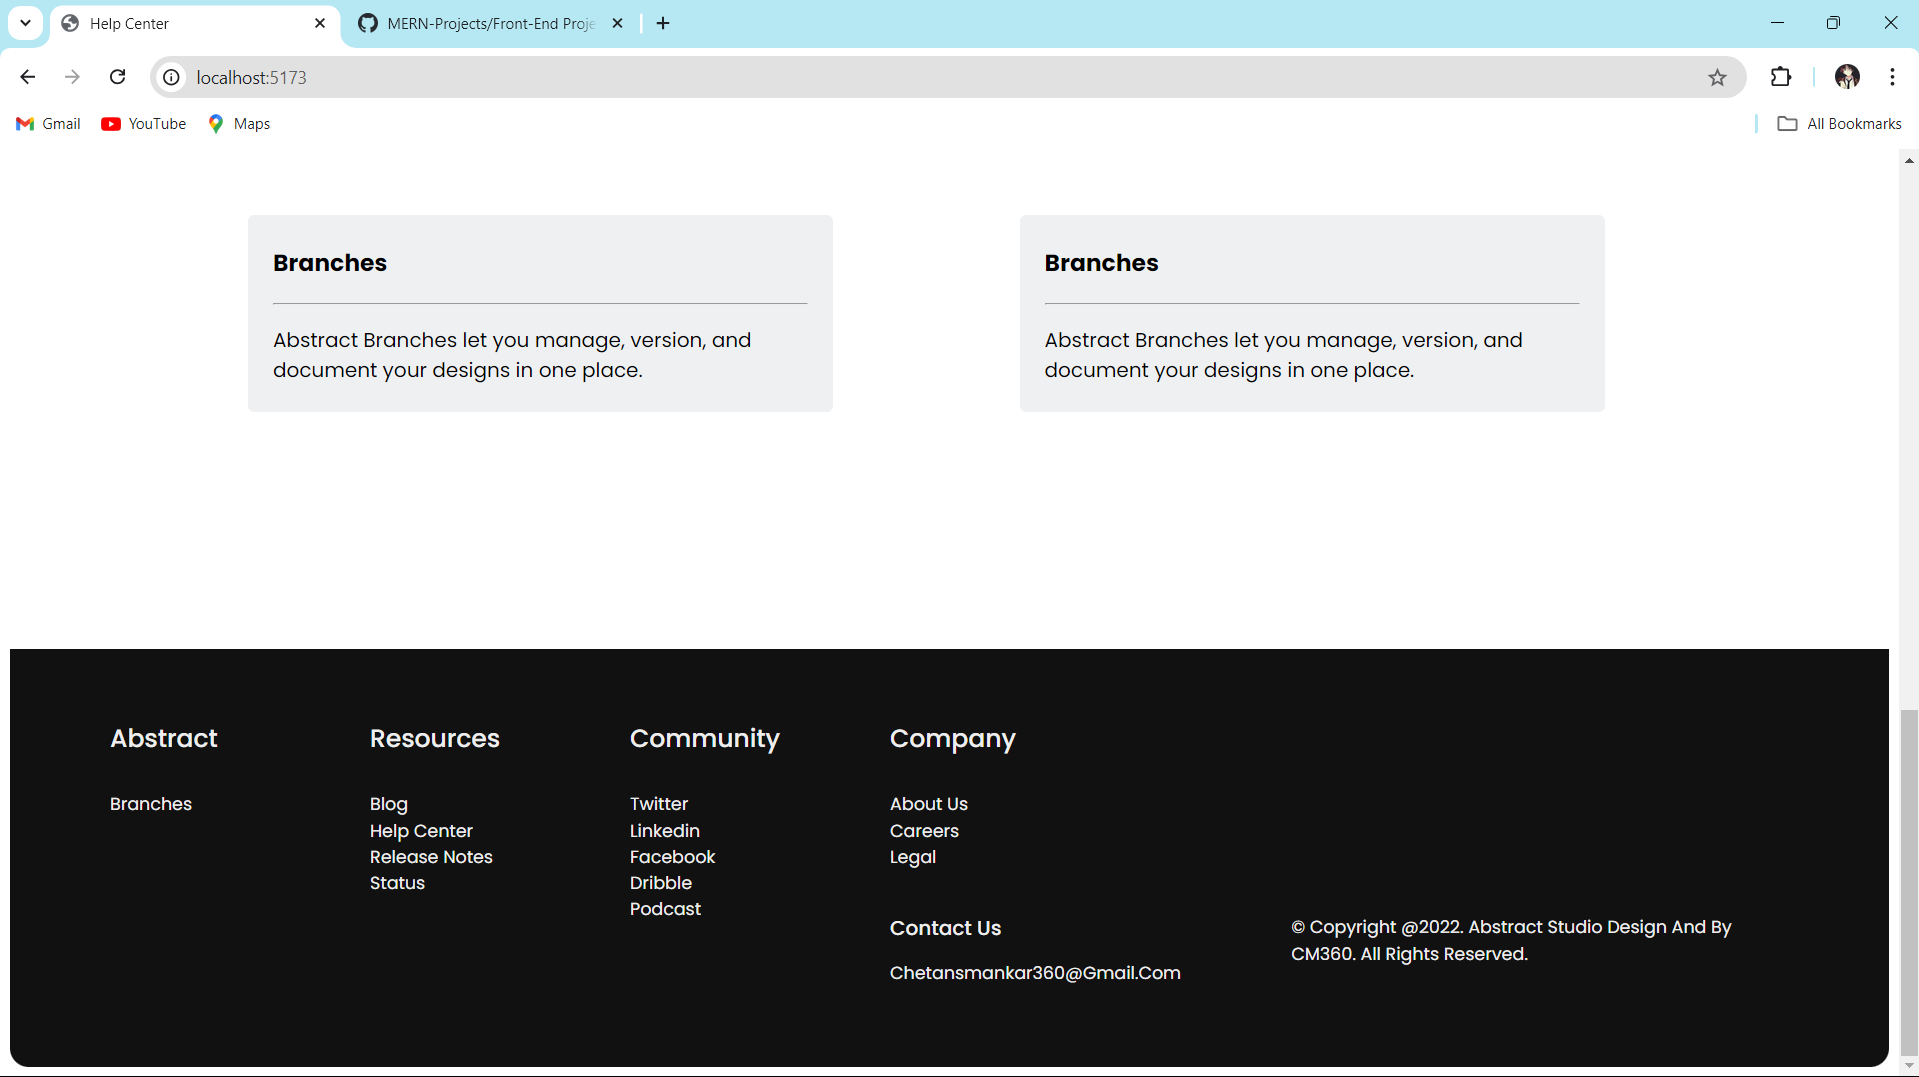 Help Center
MERN-Projects/Front-End Proje
localhost:5173
Gmail
YouTube
Maps
All Bookmarks
Branches
Abstract Branches let you manage, version, and
document your designs in one place.
Branches
Abstract Branches let you manage, version, and
document your designs in one place.
Abstract
Branches
Resources
Blog
Help Center
Release Notes
Status
Community
Twitter
Linkedin
Facebook
Dribble
Podcast
Company
About Us
Careers
Legal
Contact Us
Chetansmankar360@Gmail.Com
© Copyright @2022. Abstract Studio Design And By
CM360. All Rights Reserved.